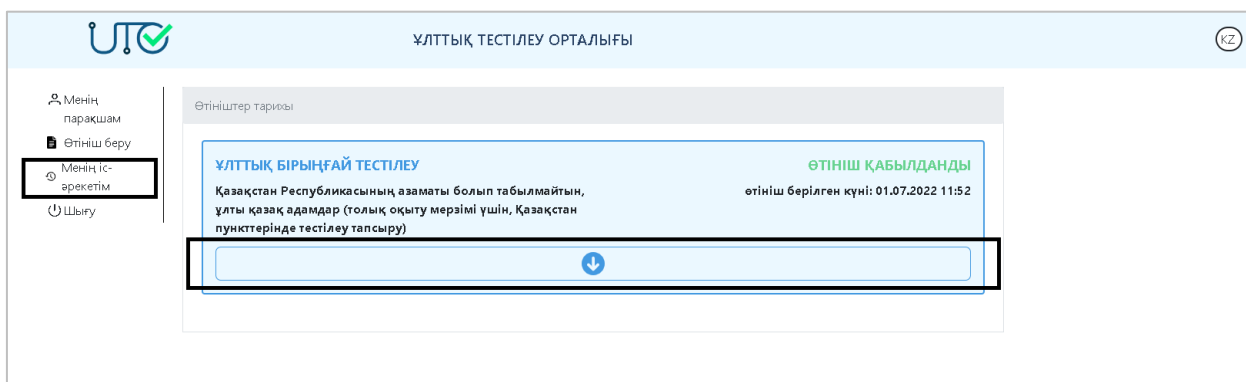 UTO
ҰЛТТЫҚ ТЕСТІЛЕУ ОРТАЛЫҒЫ
KZ
Менің
парақшам
Өтініш беру
Менің іс-
әрекетім
Шығу
Өтініштер тарихы
ҰЛТТЫҚ БІРЫҢҒАЙ ТЕСТІЛЕУ
ӨТІНІШ ҚАБЫЛДАНДЫ
Қазақстан Республикасының азаматы болып табылмайтын,
өтініш берілген күні: 01.07.2022 11:52
ұлты қазақ адамдар (толық оқыту мерзімі үшін, Қазақстан
пункттерінде тестілеу тапсыру)